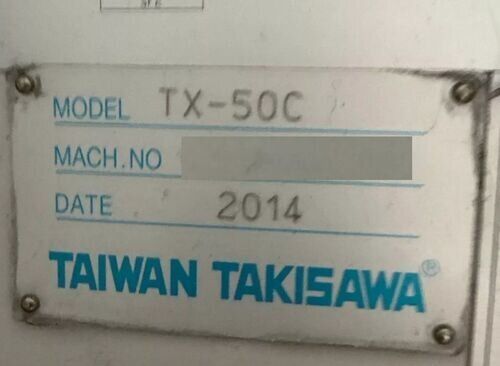 MODEL TX-50C
MACH.NO
DATE 2014
TAIWAN TAKISAWA®